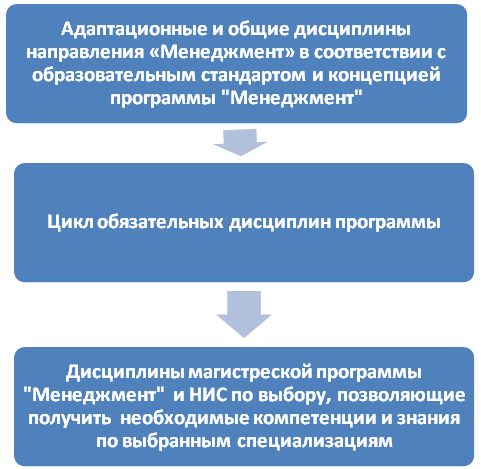 Адаптационные и общие дисциплины
направления «Менеджмент» в соответствии с
образовательным стандартом и концепцией
программы "Менеджмент"
Цикл обязательных дисциплин программы
Дисциплины магистреской программы
"Менеджмент" и НИС по выбору, позволяющие
получить необходимые компетенции и знания
по выбранным специализациям